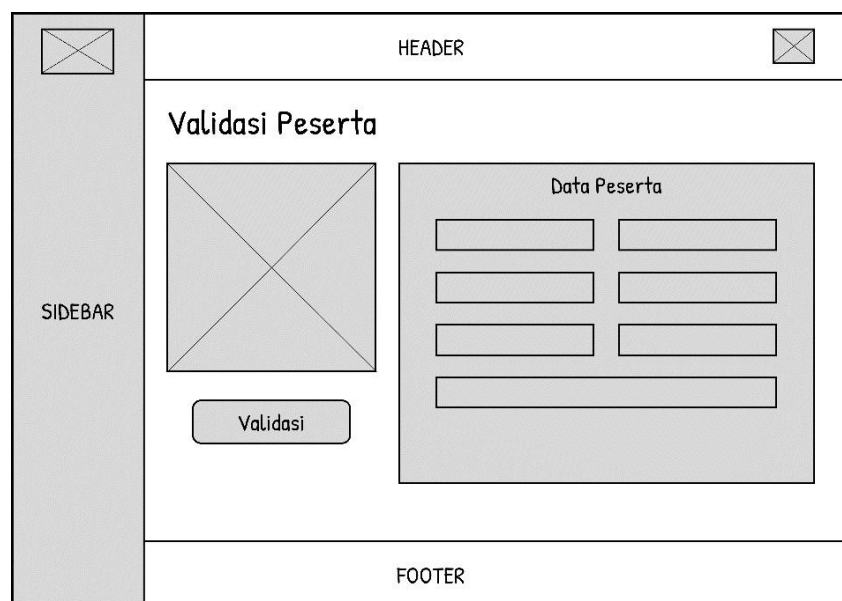 HEADER
Validasi Peserta
Data Peserta
SIDEBAR
Validasi
FOOTER